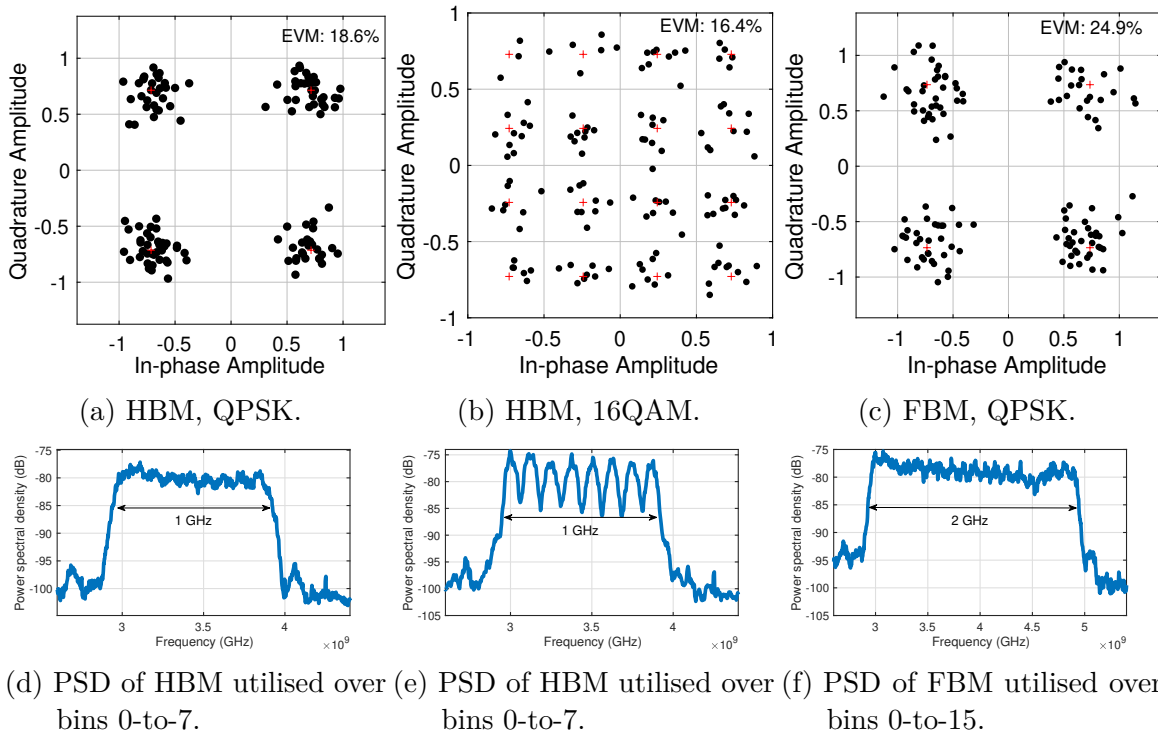 EVM: 18.6%
Quadrature Amplitude
1
0.5
0
-0.5
-1
-1 -0.5 0 0.5 1
In-phase Amplitude
(a) HBM, QPSK.
EVM: 16.4%
Quadrature Amplitude
1
0.5
0
-0.5
-1
-1 -0.5 0 0.5 1
In-phase Amplitude
(b) HBM, 16QAM.
EVM: 24.9%
Quadrature Amplitude
1
0.5
0
-0.5
-1
-1 -0.5 0 0.5 1
In-phase Amplitude
(c) FBM, QPSK.
Power spectral density (dB)
-75
-80
-85
-90
-95
-100
1 GHz
3 3.5 4
Frequency (GHz)
×10⁹
(d) PSD of HBM utilised over
bins 0-to-7.
Power spectral density (dB)
-75
-80
-85
-90
-95
-100
-105
1 GHz
3 3.5 4
Frequency (GHz)
×10⁹
(e) PSD of HBM utilised over
bins 0-to-7.
Power spectral density (dB)
-75
-80
-85
-90
-95
-100
-105
2 GHz
3 3.5 4 4.5 5
Frequency (GHz)
×10⁹
(f) PSD of FBM utilised over
bins 0-to-15.